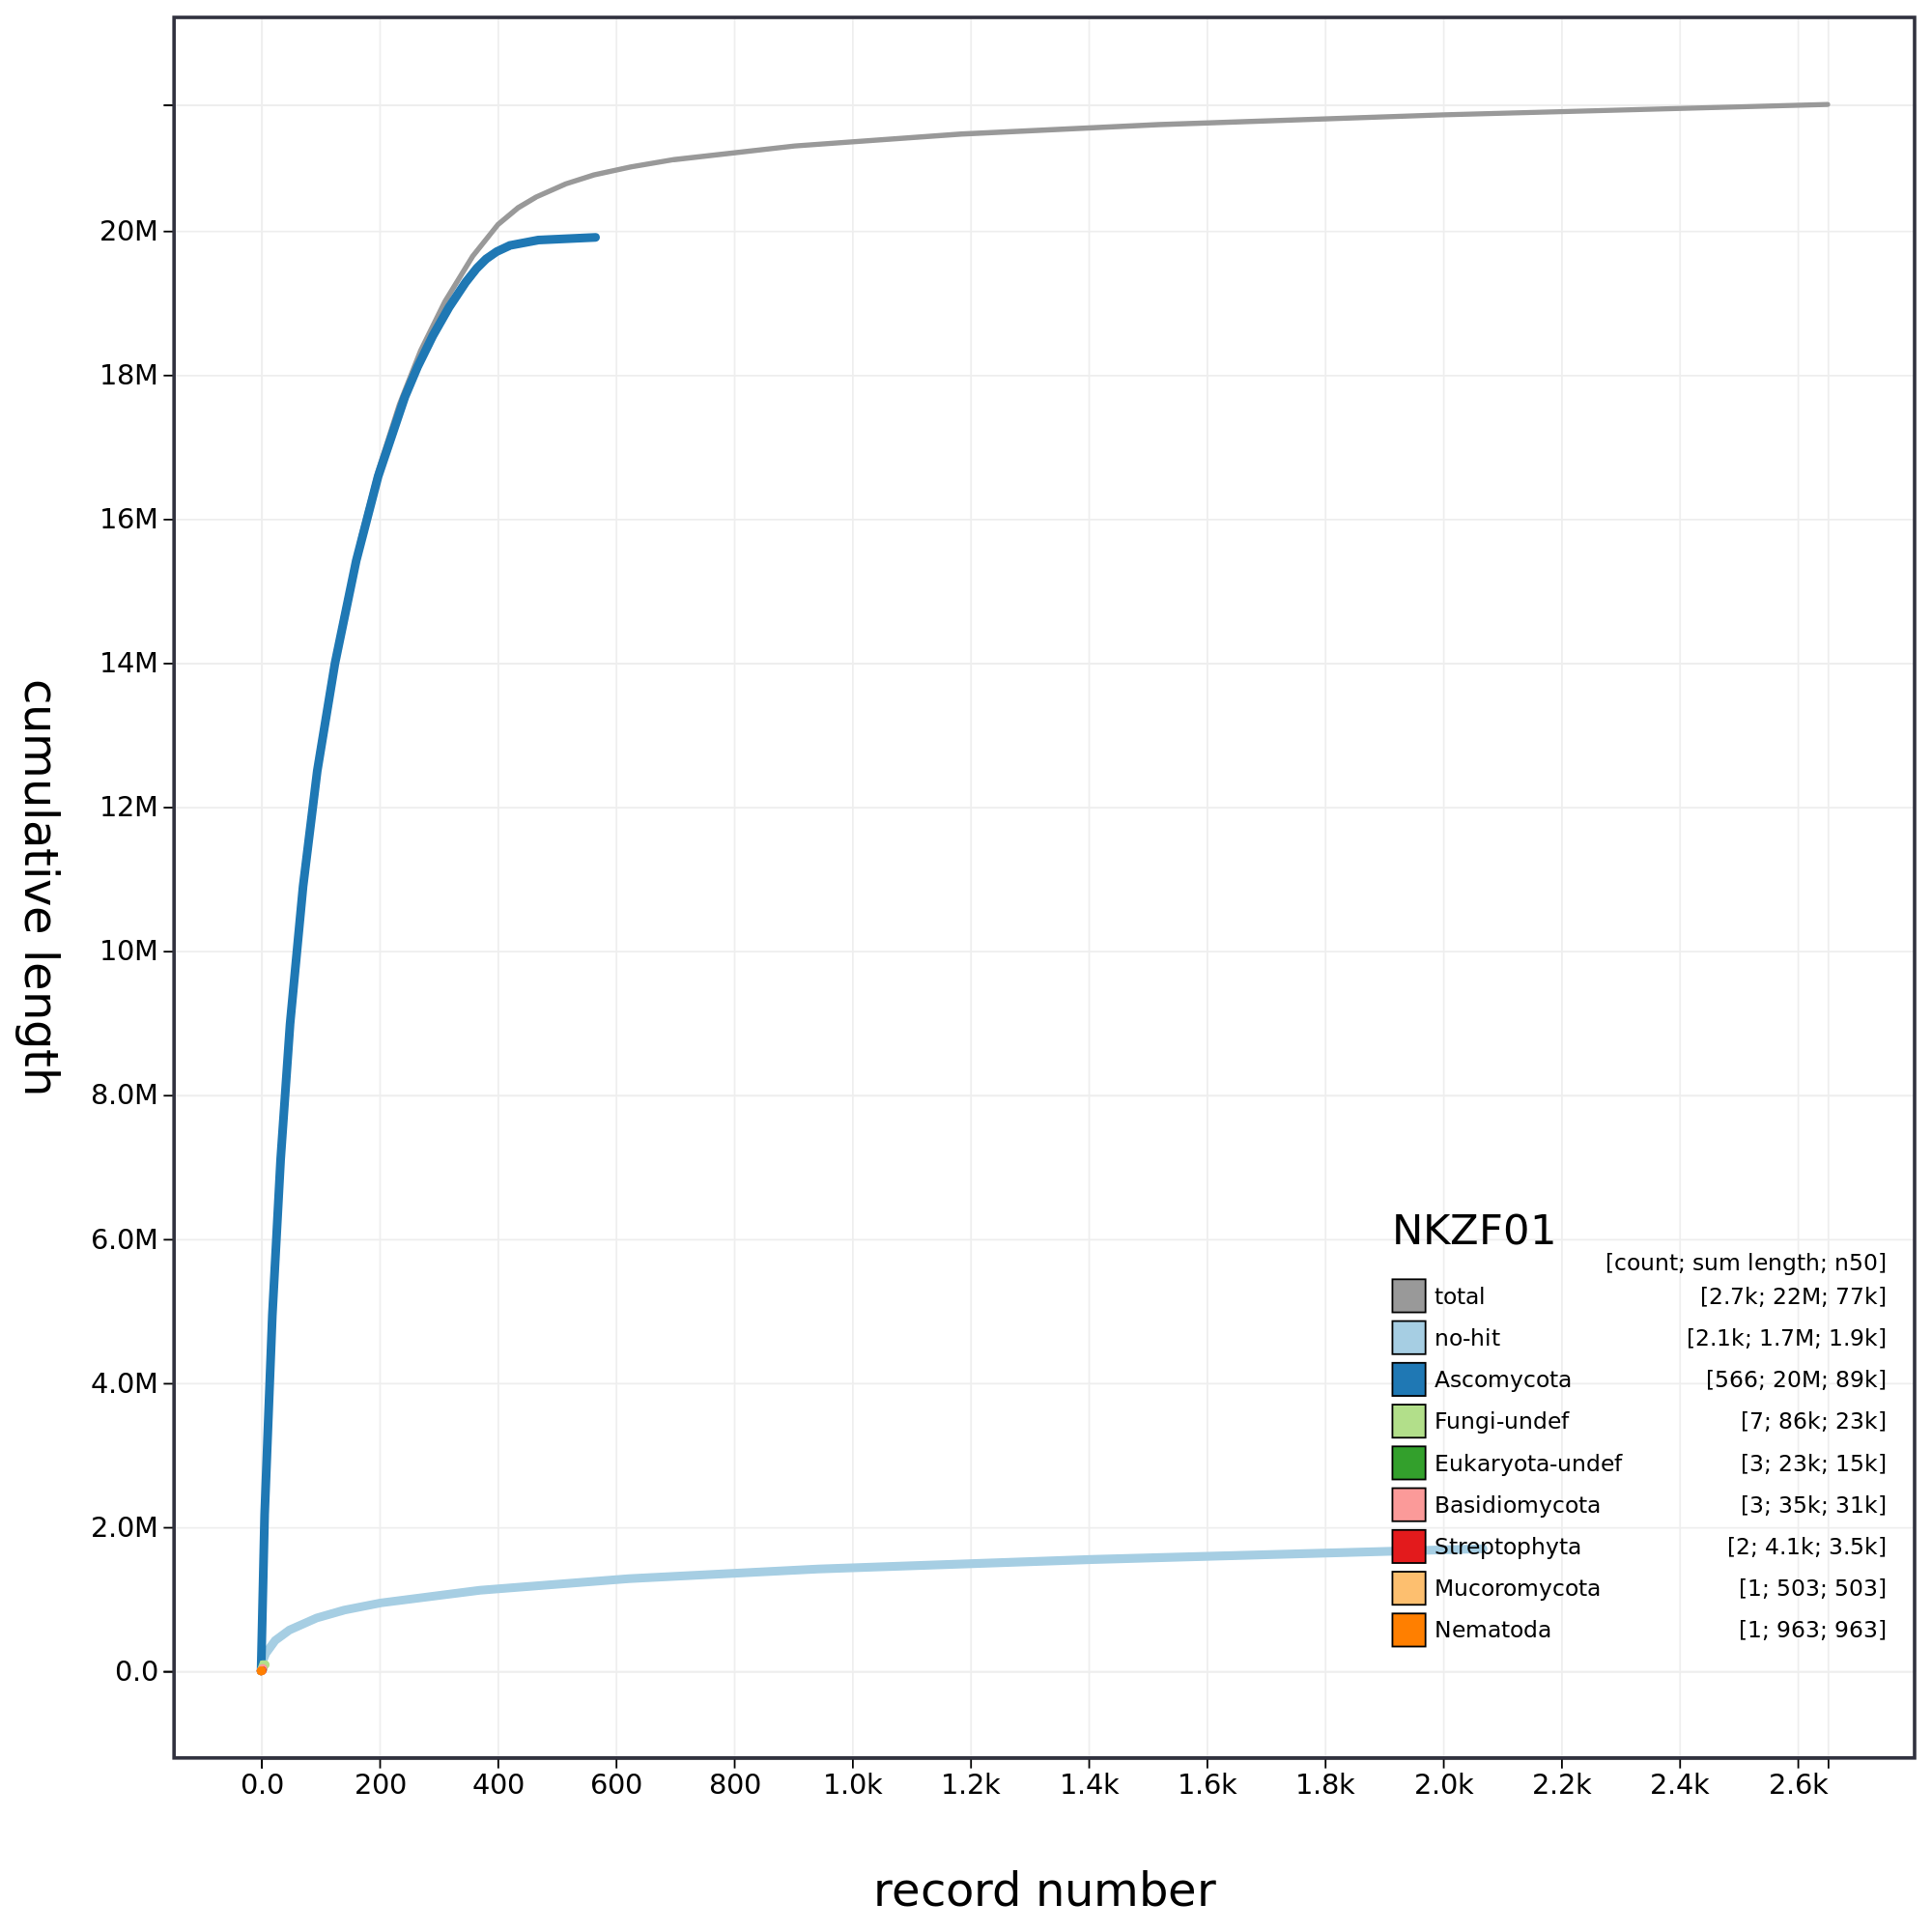 cumulative length
20M
18M
16M
14M
12M
10M
8.0M
6.0M
4.0M
2.0M
0.0
NKZF01
[count; sum length; n50]
total [2.7k; 22M; 77k]
no-hit [2.1k; 1.7M; 1.9k]
Ascomycota [566; 20M; 89k]
Fungi-undef [7; 86k; 23k]
Eukaryota-undef [3; 23k; 15k]
Basidiomycota [3; 35k; 31k]
Streptophyta [2; 4.1k; 3.5k]
Mucoromycota [1; 503; 503]
Nematoda [1; 963; 963]
0.0 200 400 600 800 1.0k 1.2k 1.4k 1.6k 1.8k 2.0k 2.2k 2.4k 2.6k
record number